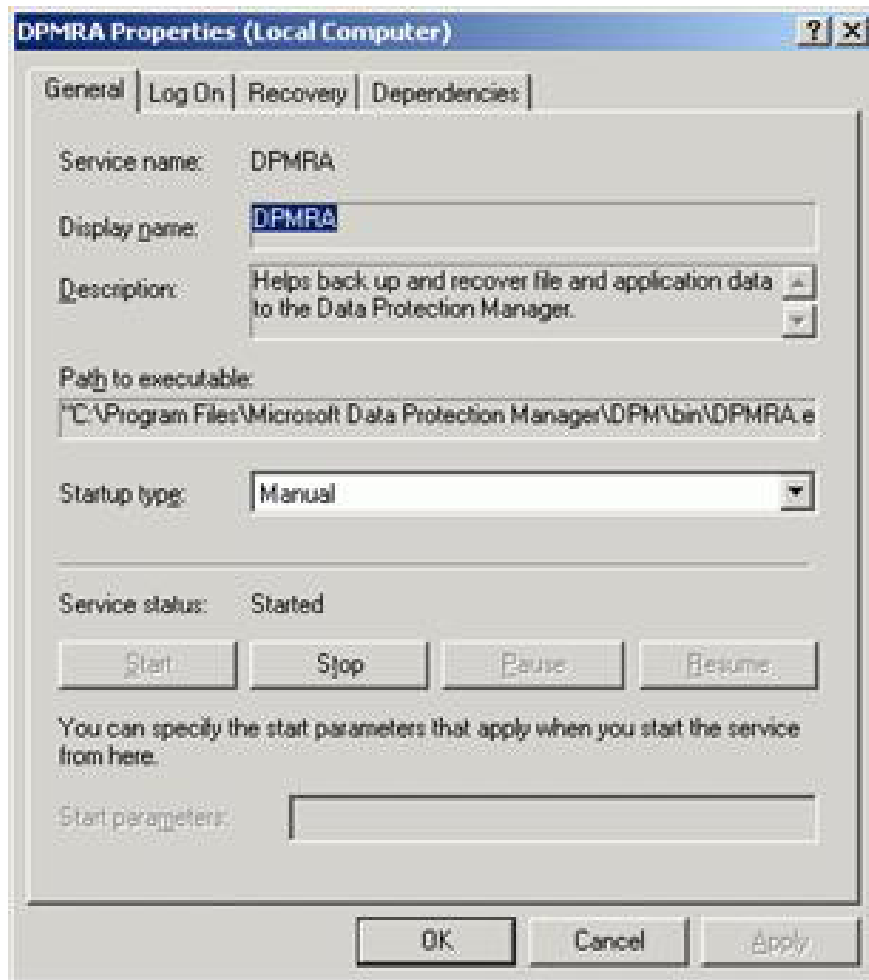 DPMRA Properties (Local Computer)
General Log On Recovery Dependencies
Service name: DPMRA
Display name: DPMRA
Description: Helps back up and recover file and application data
to the Data Protection Manager.
Path to executable:
"C:\Program Files\Microsoft Data Protection Manager\DPM\bin\DPMRA.e
Startup type: Manual
Service status: Started
Start Stop Pause Resume
You can specify the start parameters that apply when you start the service
from here.
Start parameters:
OK Cancel Apply